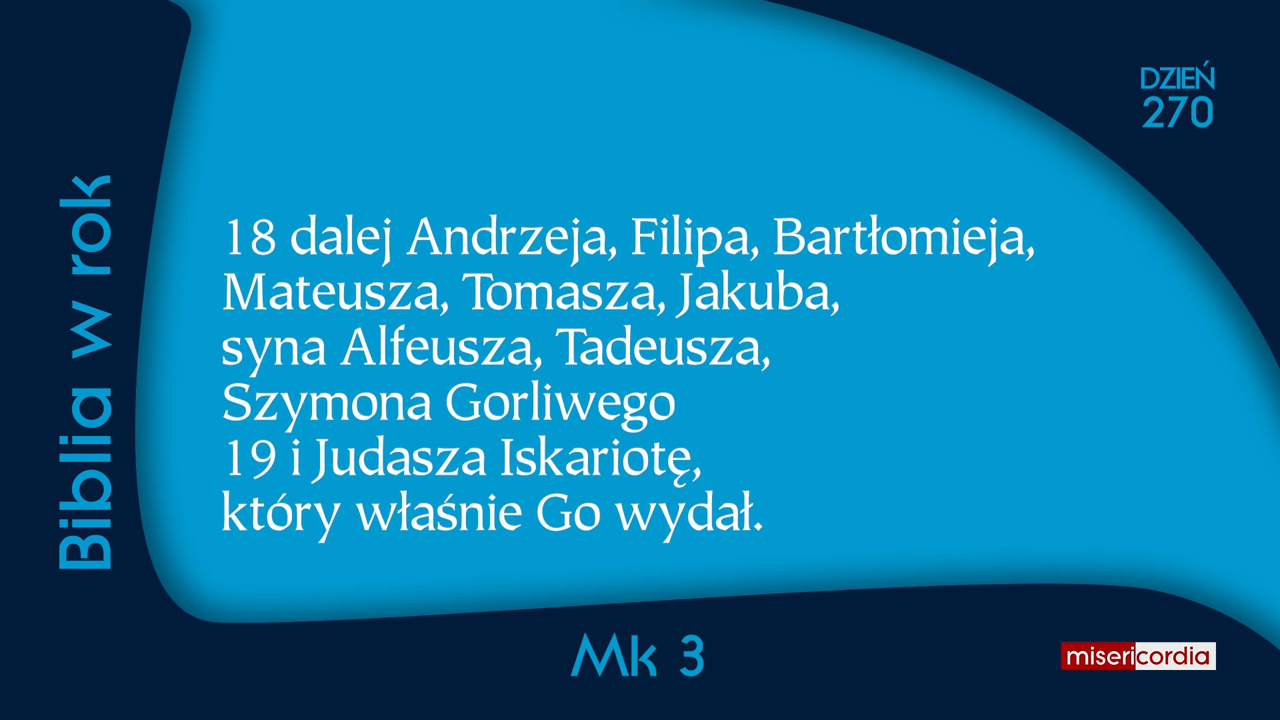 DZIEŃ
270
Biblia w rok
18 dalej Andrzeja, Filipa, Bartłomieja,
Mateusza, Tomasza, Jakuba,
syna Alfeusza, Tadeusza,
Szymona Gorliwego
19 i Judasza Iskariotę,
który właśnie Go wydał.
Mk 3
misericordia